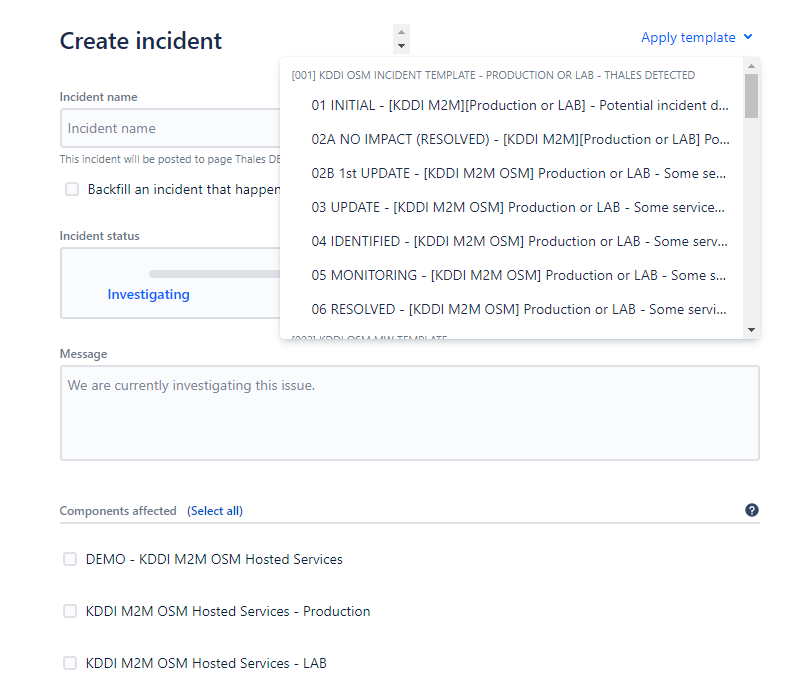 Create incident
Apply template
[001] KDDI OSM INCIDENT TEMPLATE - PRODUCTION OR LAB - THALES DETECTED
01 INITIAL - [KDDI M2M][Production or LAB] - Potential incident d...
02A NO IMPACT (RESOLVED) - [KDDI M2M][Production or LAB] Po...
02B 1st UPDATE - [KDDI M2M OSM] Production or LAB - Some se...
03 UPDATE - [KDDI M2M OSM] Production or LAB - Some service...
04 IDENTIFIED - [KDDI M2M OSM] Production or LAB - Some serv...
05 MONITORING - [KDDI M2M OSM] Production or LAB - Some s...
06 RESOLVED - [KDDI M2M OSM] Production or LAB - Some servi...
KDDI OSM MW TEMPLATE
Incident name
Incident name
This incident will be posted to page Thales DE
Backfill an incident that happen
Incident status
Investigating
Message
We are currently investigating this issue.
Components affected (Select all)
?
DEMO - KDDI M2M OSM Hosted Services
KDDI M2M OSM Hosted Services - Production
KDDI M2M OSM Hosted Services - LAB